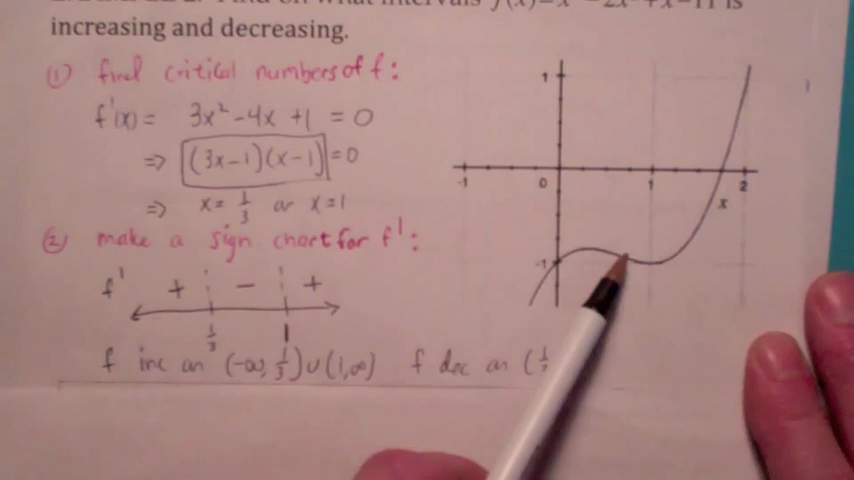 increasing and decreasing.
① find critical numbers of f:
f'(x) = 3x² - 4x + 1 = 0
⇒ (3x-1)(x-1) = 0
⇒ x = 1/3 or x = 1
② make a sign chart for f':
f' + - +
1/3 1
f inc on (-∞, 1/3) ∪ (1, ∞) f dec on (1/
1
-1 0 1 2
x
-1